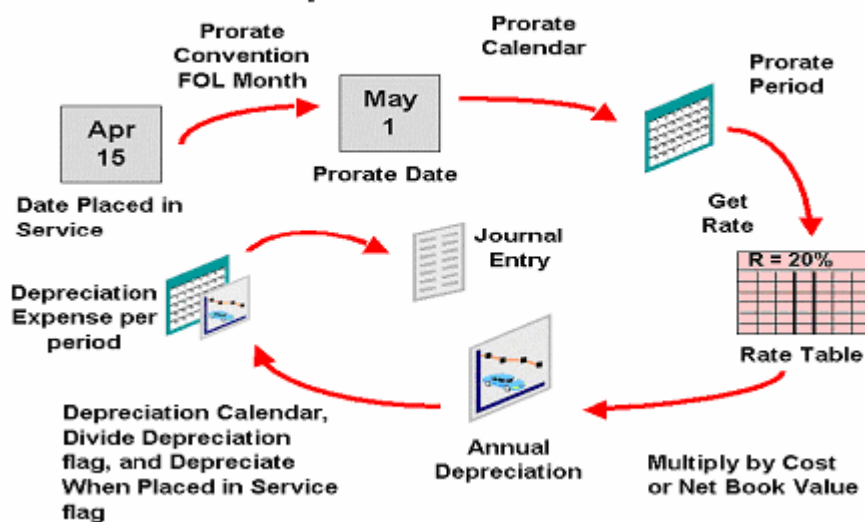 Prorate
Convention
FOL Month
Prorate
Calendar
Prorate
Period
Apr
15
May
1
Prorate Date
Date Placed in
Service
Get
Rate
Journal
Entry
R = 20%
Depreciation
Expense per
period
Rate Table
Depreciation Calendar,
Divide Depreciation
flag, and Depreciate
When Placed in Service
flag
Annual
Depreciation
Multiply by Cost
or Net Book Value